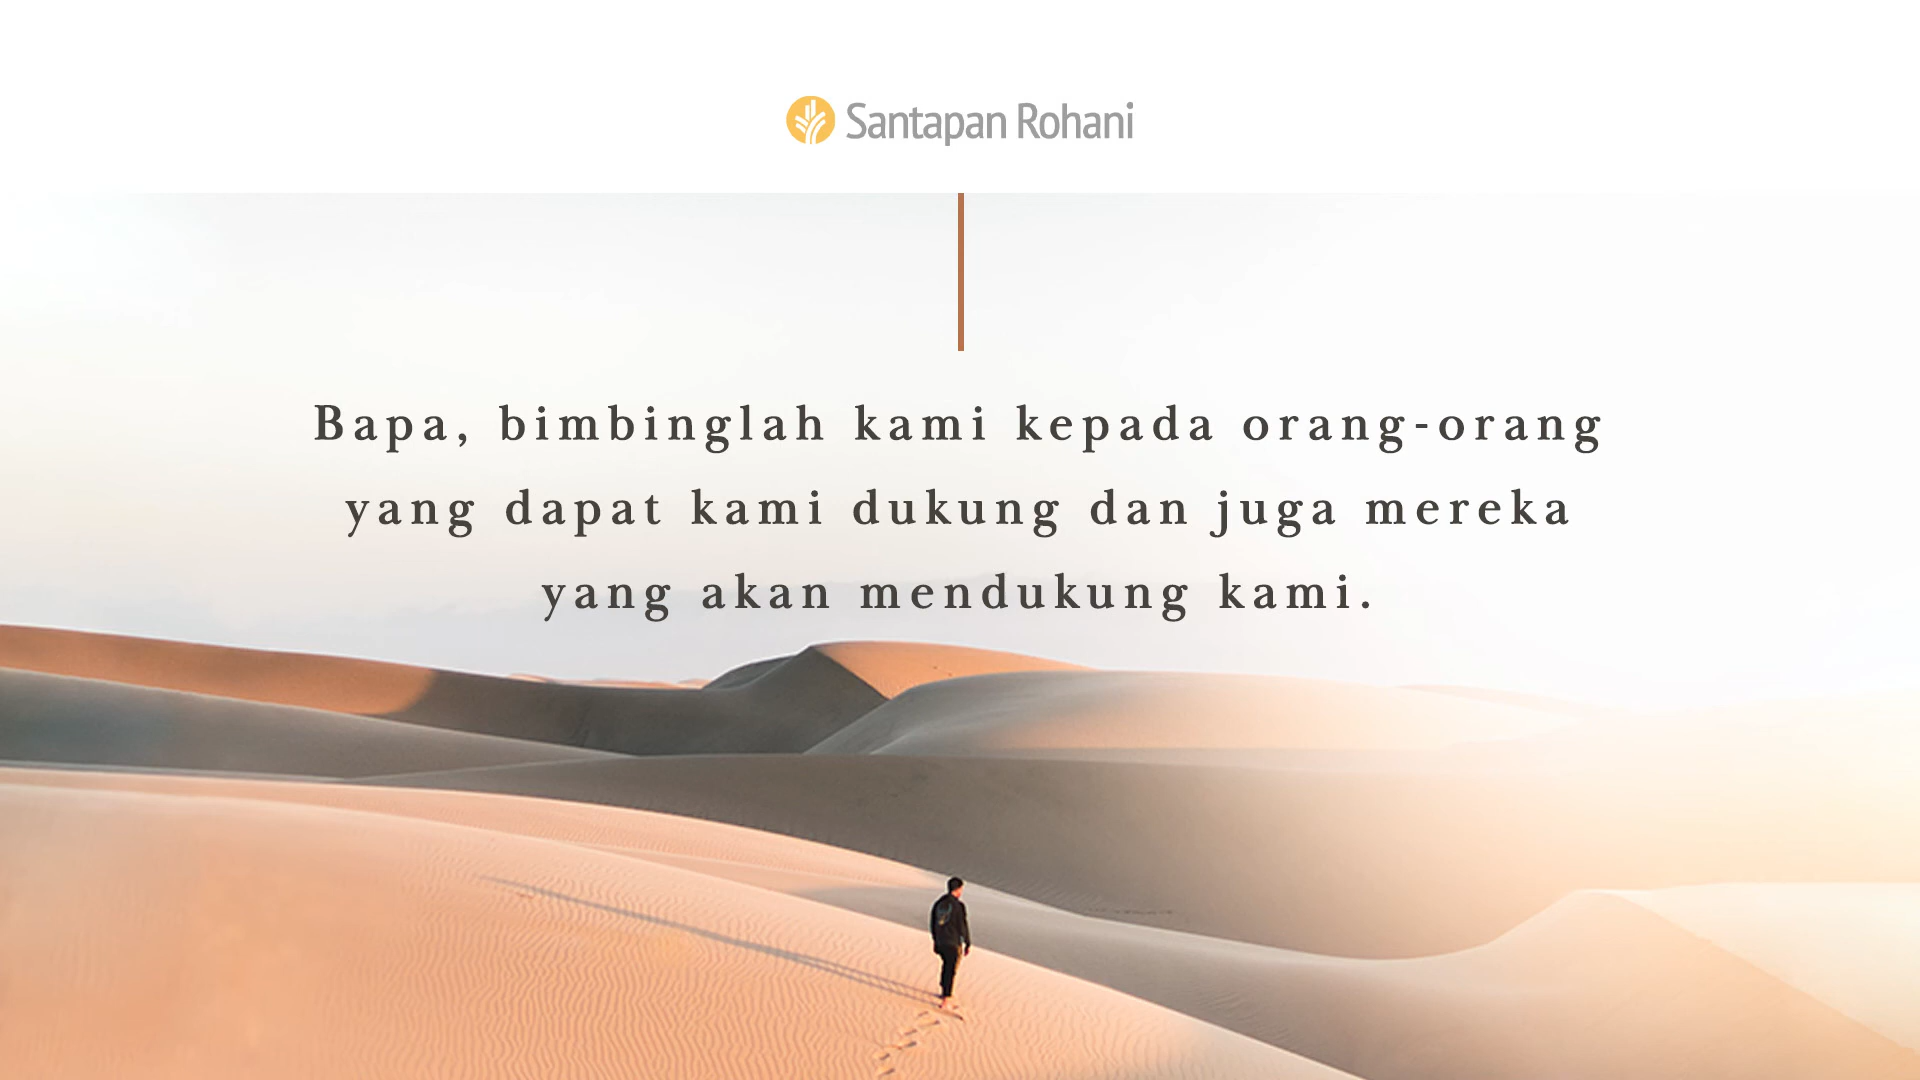 Santapan Rohani
Bapa, bimbinglah kami kepada orang-orang
yang dapat kami dukung dan juga mereka
yang akan mendukung kami.